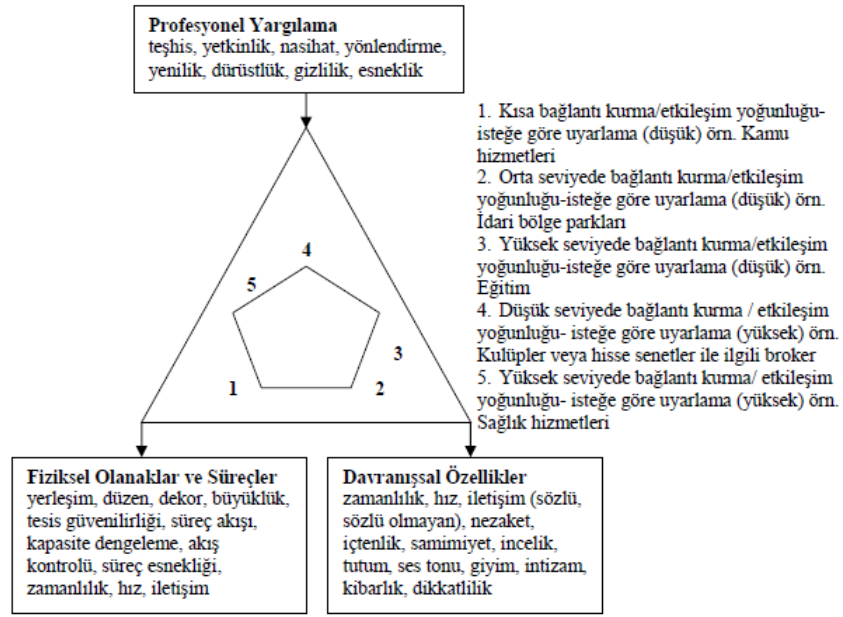 Profesyonel Yargılama
teşhis, yetkinlik, nasihat, yönlendirme,
yenilik, dürüstlük, gizlilik, esneklik
1. Kısa bağlantı kurma/etkileşim yoğunluğu-
isteğe göre uyarlama (düşük) örn. Kamu
hizmetleri
2. Orta seviyede bağlantı kurma/etkileşim
yoğunluğu-isteğe göre uyarlama (düşük) örn.
İdari bölge parkları
3. Yüksek seviyede bağlantı kurma/etkileşim
yoğunluğu-isteğe göre uyarlama (düşük) örn.
Eğitim
4. Düşük seviyede bağlantı kurma / etkileşim
yoğunluğu- isteğe göre uyarlama (yüksek) örn.
Kulüpler veya hisse senetler ile ilgili broker
5. Yüksek seviyede bağlantı kurma/ etkileşim
yoğunluğu- isteğe göre uyarlama (yüksek) örn.
Sağlık hizmetleri
4
5
3
1
2
Fiziksel Olanaklar ve Süreçler
yerleşim, düzen, dekor, büyüklük,
tesis güvenilirliği, süreç akışı,
kapasite dengeleme, akış
kontrolü, süreç esnekliği,
zamanlılık, hız, iletişim
Davranışsal Özellikler
zamanlılık, hız, iletişim (sözlü,
sözlü olmayan), nezaket,
içtenlik, samimiyet, incelik,
tutum, ses tonu, giyim, intizam,
kibarlık, dikkatlilik